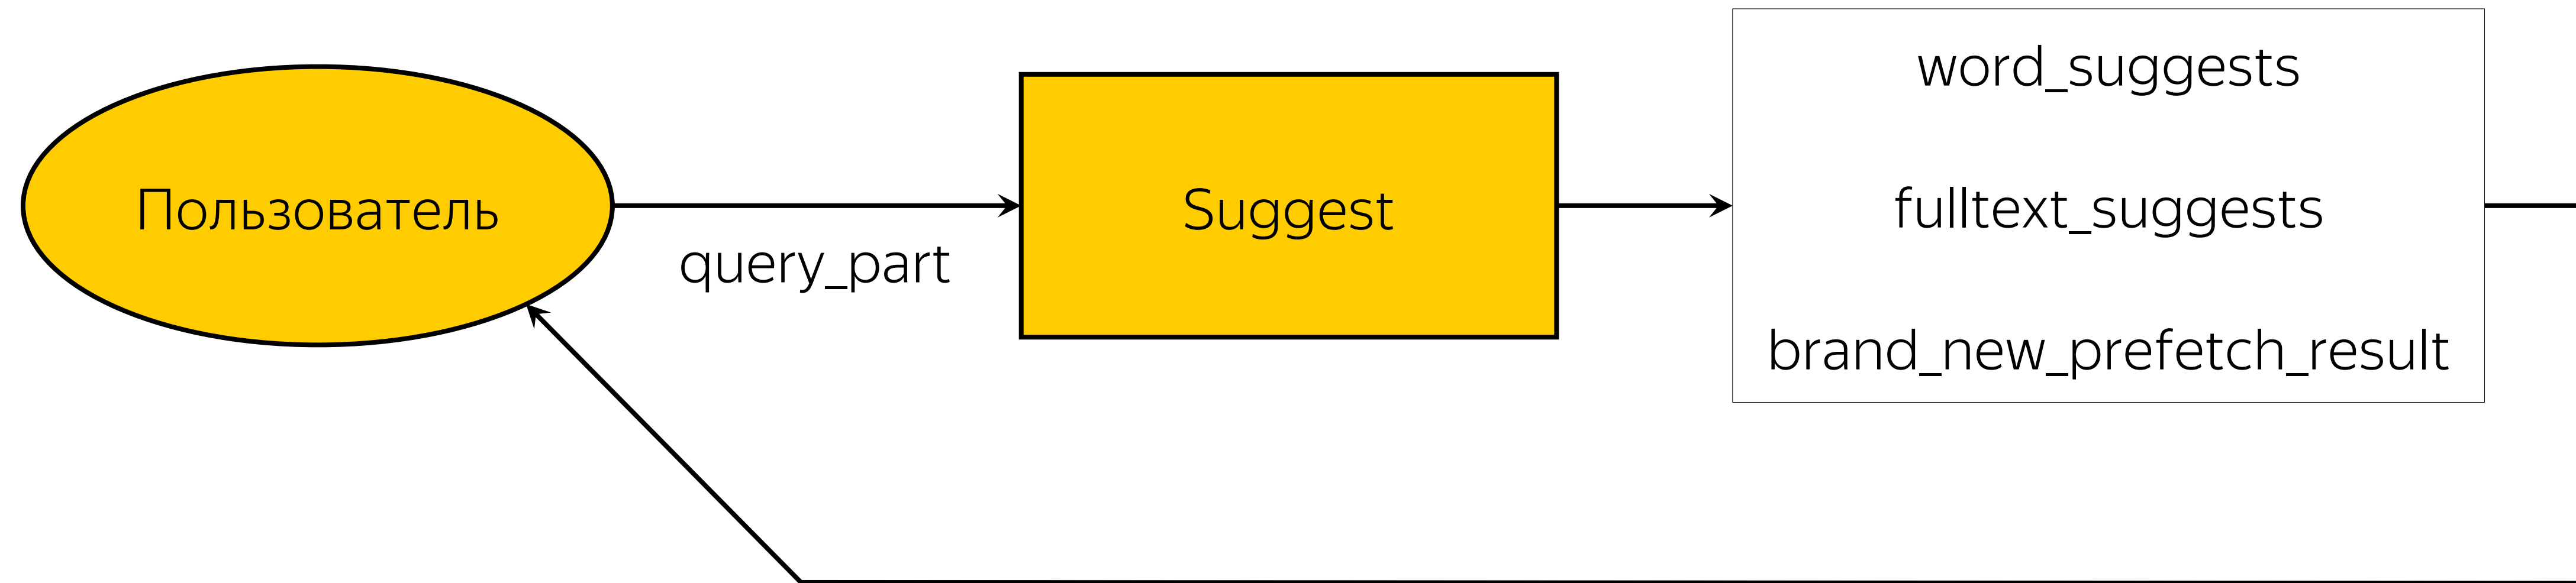 Пользователь
query_part
Suggest
word_suggests
fulltext_suggests
brand_new_prefetch_result